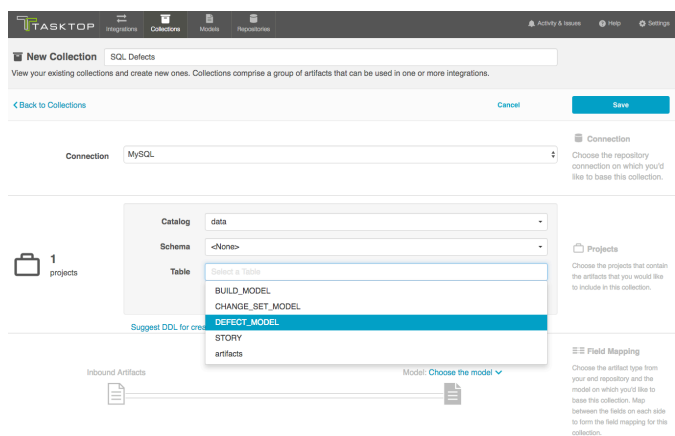 TASKTOP
Integrations
Collections
Models
Repositories
Activity & Issues
Help
Settings
New Collection
SQL Defects
View your existing collections and create new ones. Collections comprise a group of artifacts that can be used in one or more integrations.
Back to Collections
Cancel
Save
Connection
MySQL
Connection
Choose the repository
connection on which you'd
like to base this collection.
1
projects
Catalog
data
Schema
<None>
Table
Select a Table
BUILD_MODEL
CHANGE_SET_MODEL
DEFECT_MODEL
STORY
artifacts
Suggest DDL for crea
Projects
Choose the projects that contain
the artifacts that you would like
to include in this collection.
Inbound Artifacts
Model: Choose the model
Field Mapping
Choose the artifact type from
your end repository and the
model on which you'd like to
base this collection. Map
between the fields on each side
to form the field mapping for this
collection.